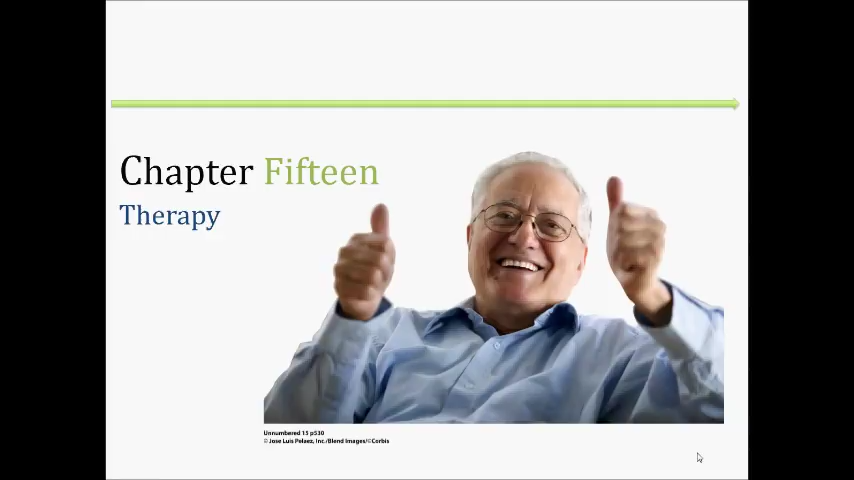 Chapter Fifteen
Therapy
Unnumbered 15 p530
© Jose Luis Pelaez, Inc./Blend Images/©Corbis